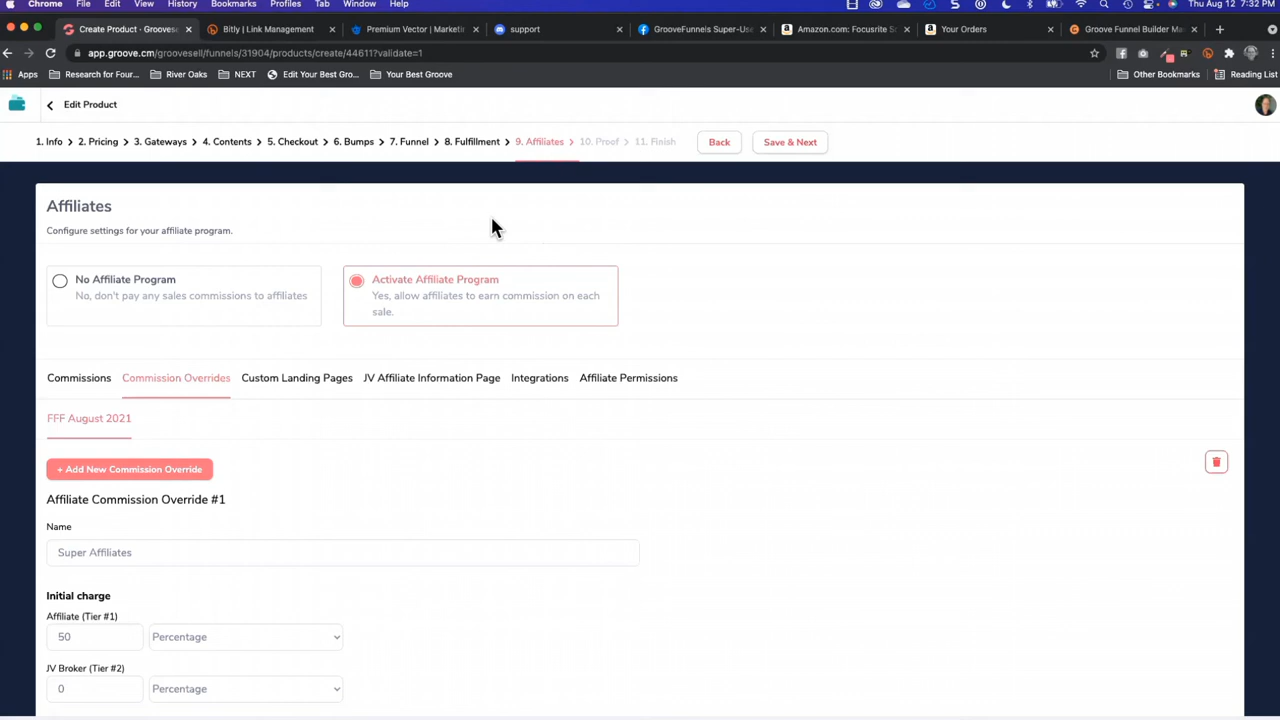 Chrome File Edit View History Bookmarks Profiles Tab Window Help Thu Aug 12 7:32 PM
Create Product · Groovese Bitly | Link Management Premium Vector | Marketi support GrooveFunnels Super-Use Amazon.com: Focusrite Sc Your Orders Groove Funnel Builder Ma
app.groove.cm/groovesell/funnels/31904/products/create/44611?validate=1
Apps Research for Four... River Oaks NEXT Edit Your Best Gro... Your Best Groove Other Bookmarks Reading List
Edit Product
1. Info 2. Pricing 3. Gateways 4. Contents 5. Checkout 6. Bumps 7. Funnel 8. Fulfillment 9. Affiliates 10. Proof 11. Finish Back Save & Next
Affiliates
Configure settings for your affiliate program.
No Affiliate Program Activate Affiliate Program
No, don't pay any sales commissions to affiliates Yes, allow affiliates to earn commission on each
sale.
Commissions Commission Overrides Custom Landing Pages JV Affiliate Information Page Integrations Affiliate Permissions
FFF August 2021
+ Add New Commission Override
Affiliate Commission Override #1
Name
Super Affiliates
Initial charge
Affiliate (Tier #1)
50 Percentage
JV Broker (Tier #2)
0 Percentage